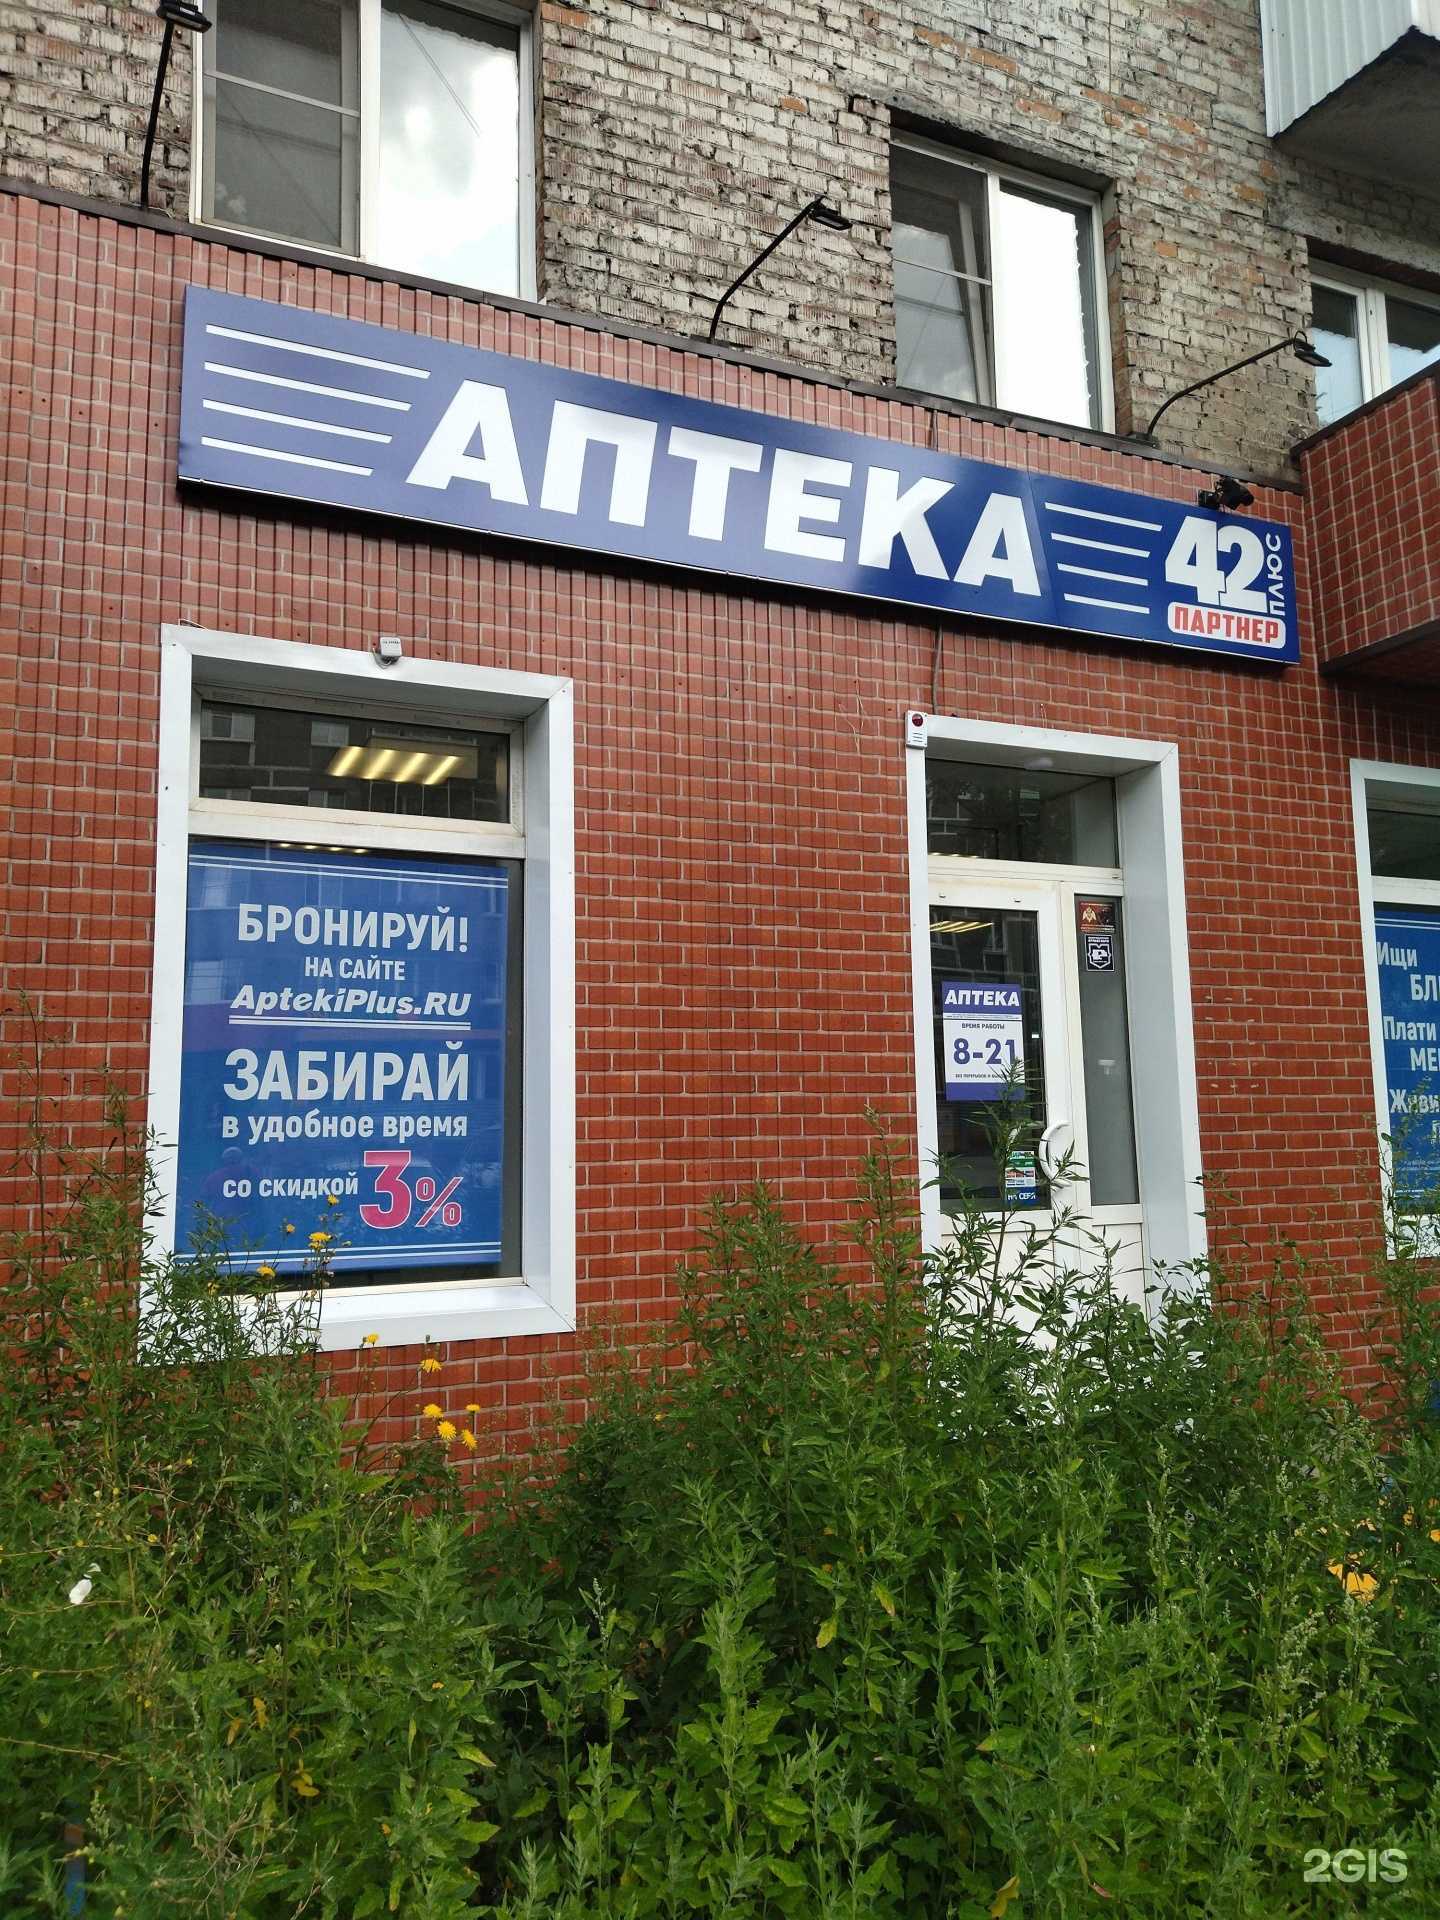 АПТЕКА
42
ПЛЮС
ПАРТНЕР
БРОНИРУЙ!
НА САЙТЕ
AptekiPlus.RU
ЗАБИРАЙ
в удобное время
со скидкой 3%
АПТЕКА
ВРЕМЯ РАБОТЫ
8-21
Ищи
Плати
2GIS